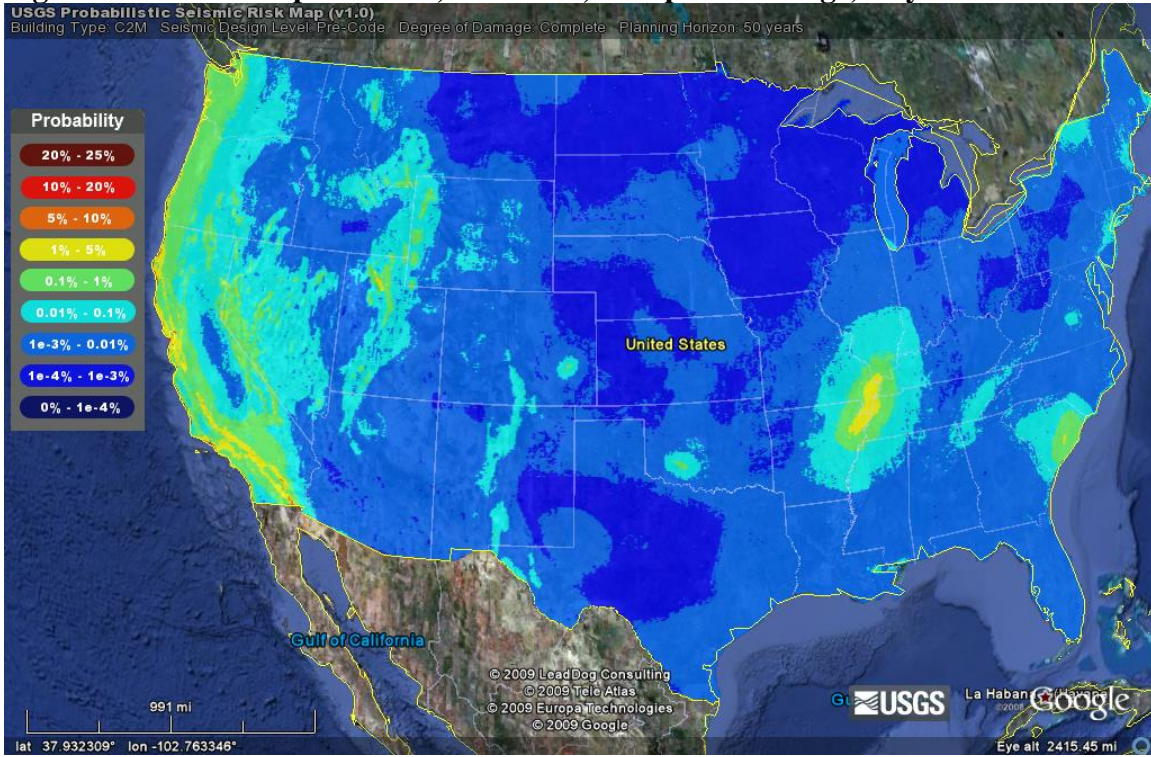 USGS Probabilistic Seismic Risk Map (v1.0)
Building Type: C2M Seismic Design Level: Pre-Code Degree of Damage: Complete Planning Horizon: 50 years
Probability
20% - 25%
10% - 20%
5% - 10%
1% - 5%
0.1% - 1%
0.01% - 0.1%
1e-3% - 0.01%
1e-4% - 1e-3%
0% - 1e-4%
United States
Gulf of California
© 2009 LeadDog Consulting
© 2009 Tele Atlas
© 2009 Europa Technologies
© 2009 Google
USGS
La Habana
Google
991 mi
lat 37.932309° lon -102.763346°
Eye alt 2415.45 mi